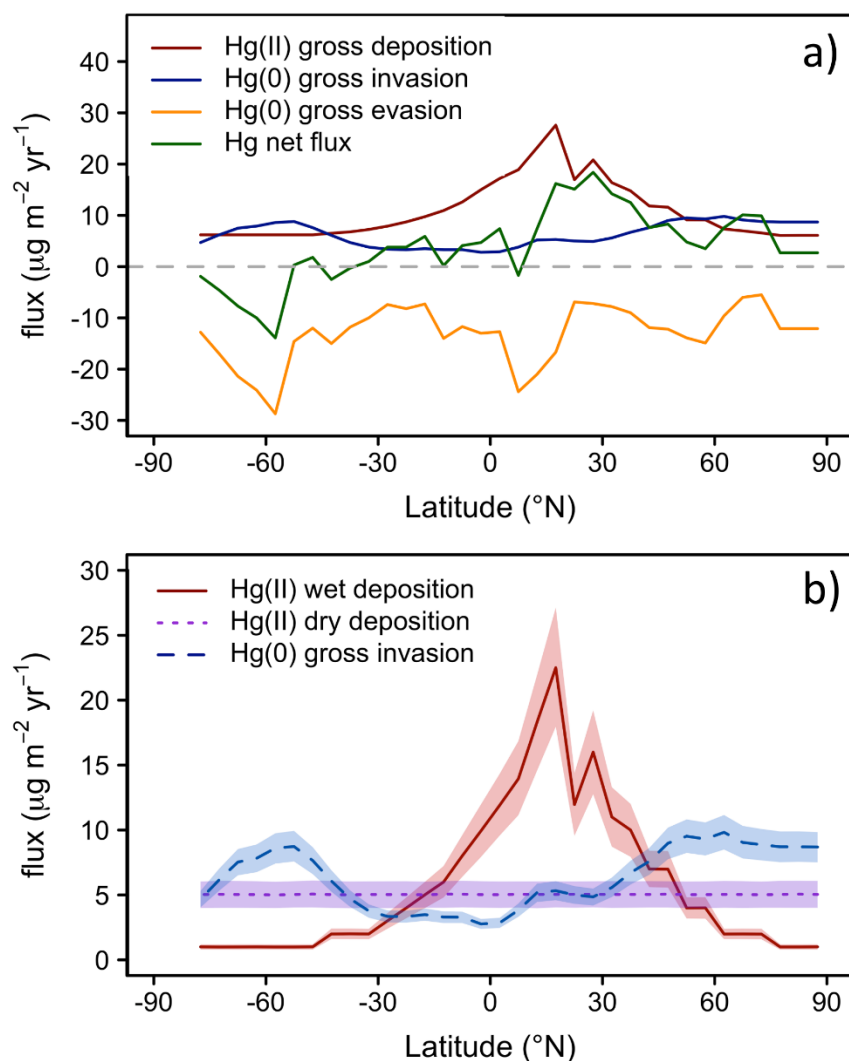 a)
Hg(II) gross deposition
Hg(0) gross invasion
Hg(0) gross evasion
Hg net flux
40
30
20
10
0
-10
-20
-30
flux (μg m⁻² yr⁻¹)
-90 -60 -30 0 30 60 90
Latitude (°N)
b)
Hg(II) wet deposition
Hg(II) dry deposition
Hg(0) gross invasion
30
25
20
15
10
5
0
flux (μg m⁻² yr⁻¹)
-90 -60 -30 0 30 60 90
Latitude (°N)